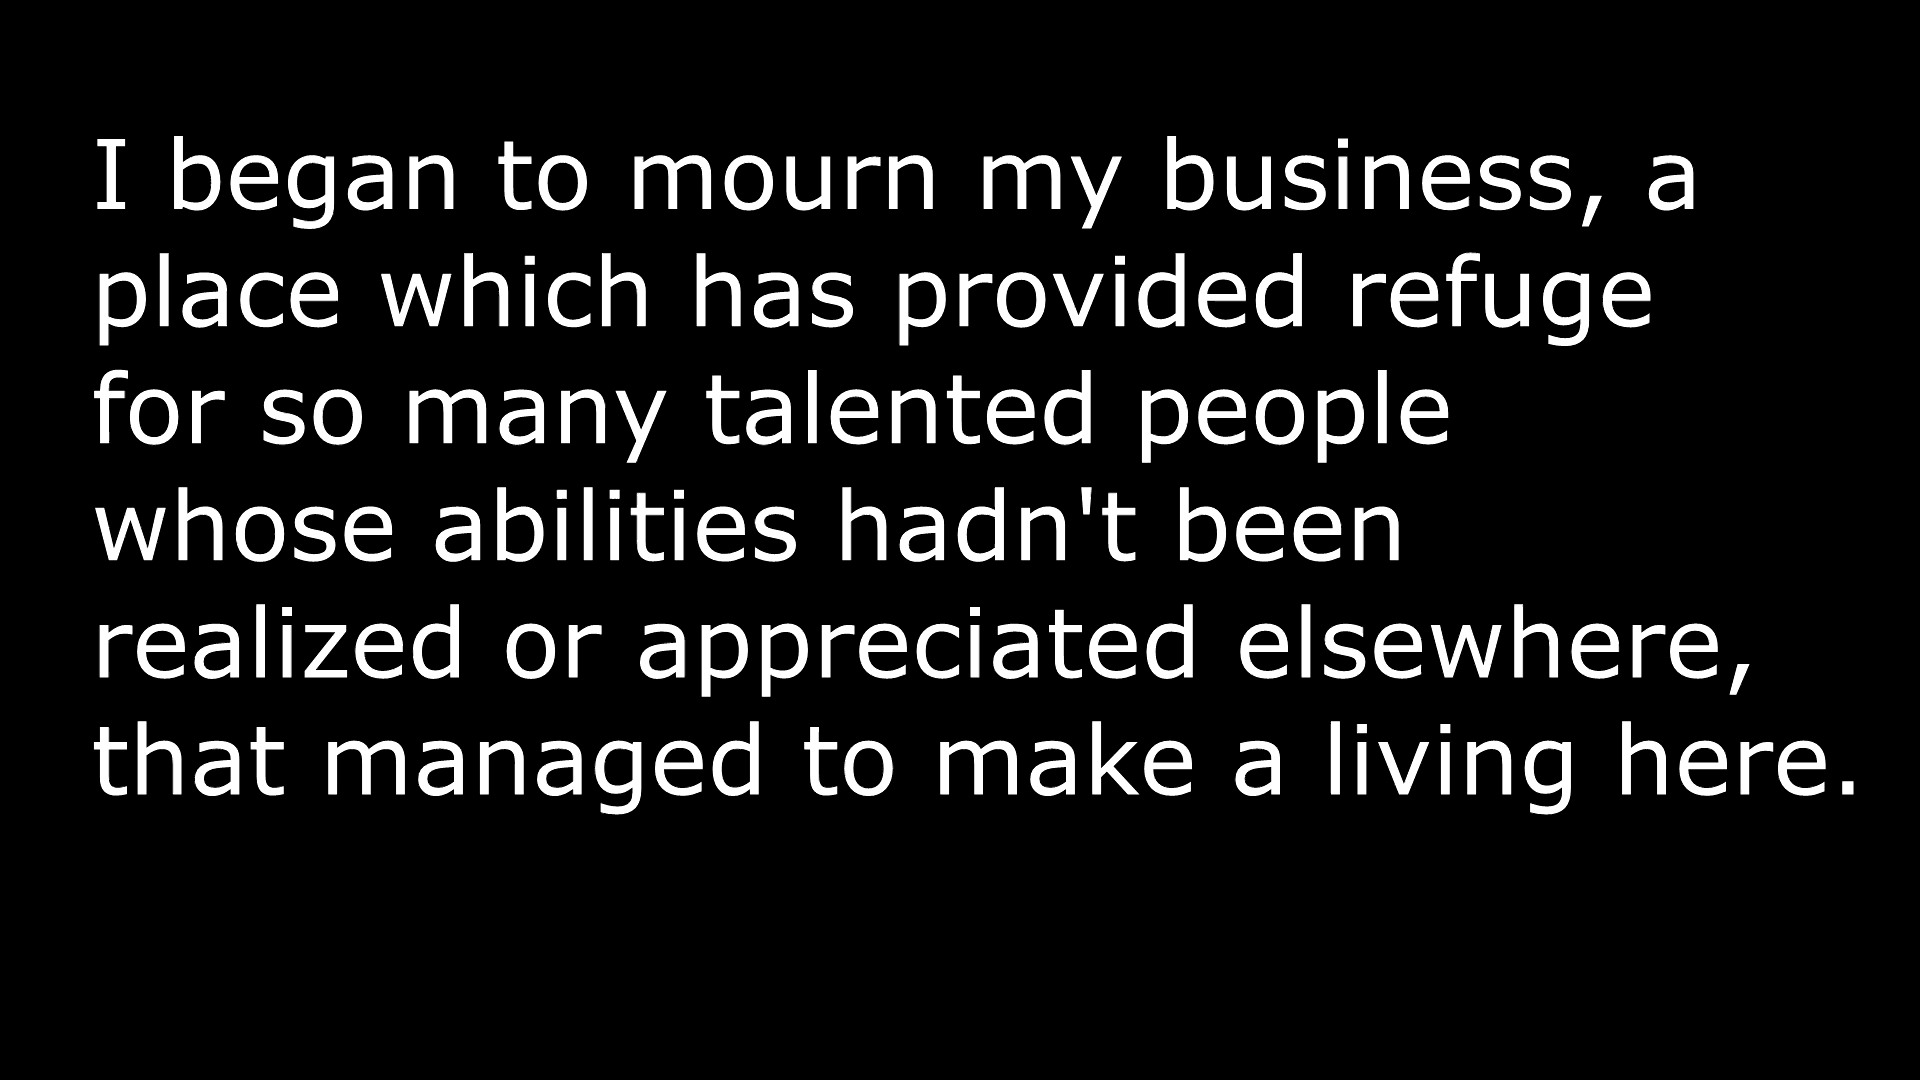 I began to mourn my business, a
place which has provided refuge
for so many talented people
whose abilities hadn't been
realized or appreciated elsewhere,
that managed to make a living here.